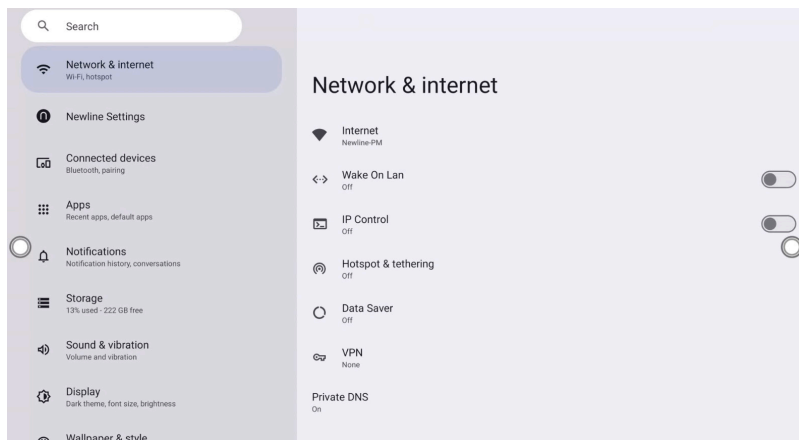 Search
Network & internet
Wi-Fi, hotspot
Newline Settings
Connected devices
Bluetooth, pairing
Apps
Recent apps, default apps
Notifications
Notification history, conversations
Storage
13% used - 222 GB free
Sound & vibration
Volume and vibration
Display
Dark theme, font size, brightness
Wallpaper & style
Network & internet
Internet
Newline-PM
Wake On Lan
Off
IP Control
Off
Hotspot & tethering
Off
Data Saver
Off
VPN
None
Private DNS
On